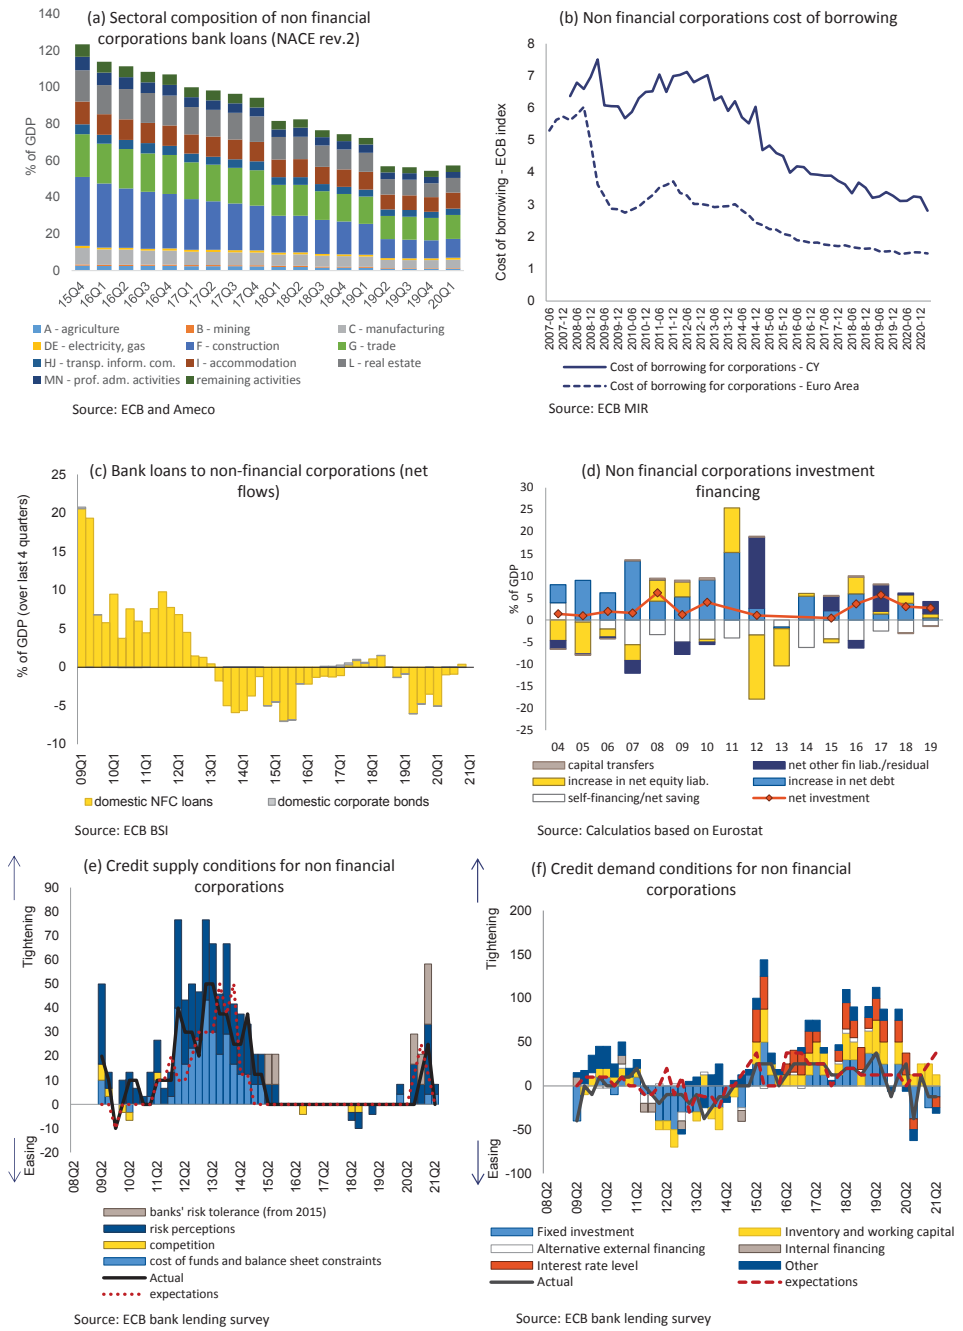 (a) Sectoral composition of non financial
corporations bank loans (NACE rev.2)
% of GDP
140
120
100
80
60
40
20
0
15Q4 16Q1 16Q2 16Q3 16Q4 17Q1 17Q2 17Q3 17Q4 18Q1 18Q2 18Q3 18Q4 19Q1 19Q2 19Q3 19Q4 20Q1
A - agriculture B - mining C - manufacturing
DE - electricity, gas F - construction G - trade
HJ - transp. inform. com. I - accommodation L - real estate
MN - prof. adm. activities remaining activities
Source: ECB and Ameco
(b) Non financial corporations cost of borrowing
Cost of borrowing - ECB index
8
7
6
5
4
3
2
1
0
2007-06 2007-12 2008-06 2008-12 2009-06 2009-12 2010-06 2010-12 2011-06 2011-12 2012-06 2012-12 2013-06 2013-12 2014-06 2014-12 2015-06 2015-12 2016-06 2016-12 2017-06 2017-12 2018-06 2018-12 2019-06 2019-12 2020-06 2020-12
Cost of borrowing for corporations - CY
Cost of borrowing for corporations - Euro Area
Source: ECB MIR
(c) Bank loans to non-financial corporations (net
flows)
% of GDP (over last 4 quarters)
25
20
15
10
5
0
-5
-10
09Q1 10Q1 11Q1 12Q1 13Q1 14Q1 15Q1 16Q1 17Q1 18Q1 19Q1 20Q1 21Q1
domestic NFC loans domestic corporate bonds
Source: ECB BSI
(d) Non financial corporations investment
financing
% of GDP
30
25
20
15
10
5
0
-5
-10
-15
-20
-25
04 05 06 07 08 09 10 11 12 13 14 15 16 17 18 19
capital transfers net other fin liab./residual
increase in net equity liab. increase in net debt
self-financing/net saving net investment
Source: Calculatios based on Eurostat
(e) Credit supply conditions for non financial
corporations
Tightening
Easing
90
80
70
60
50
40
30
20
10
0
-10
-20
08Q2 09Q2 10Q2 11Q2 12Q2 13Q2 14Q2 15Q2 16Q2 17Q2 18Q2 19Q2 20Q2 21Q2
banks' risk tolerance (from 2015)
risk perceptions
competition
cost of funds and balance sheet constraints
Actual
expectations
Source: ECB bank lending survey
(f) Credit demand conditions for non financial
corporations
Tightening
Easing
200
150
100
50
0
-50
-100
08Q2 09Q2 10Q2 11Q2 12Q2 13Q2 14Q2 15Q2 16Q2 17Q2 18Q2 19Q2 20Q2 21Q2
Fixed investment Inventory and working capital
Alternative external financing Internal financing
Interest rate level Other
Actual expectations
Source: ECB bank lending survey